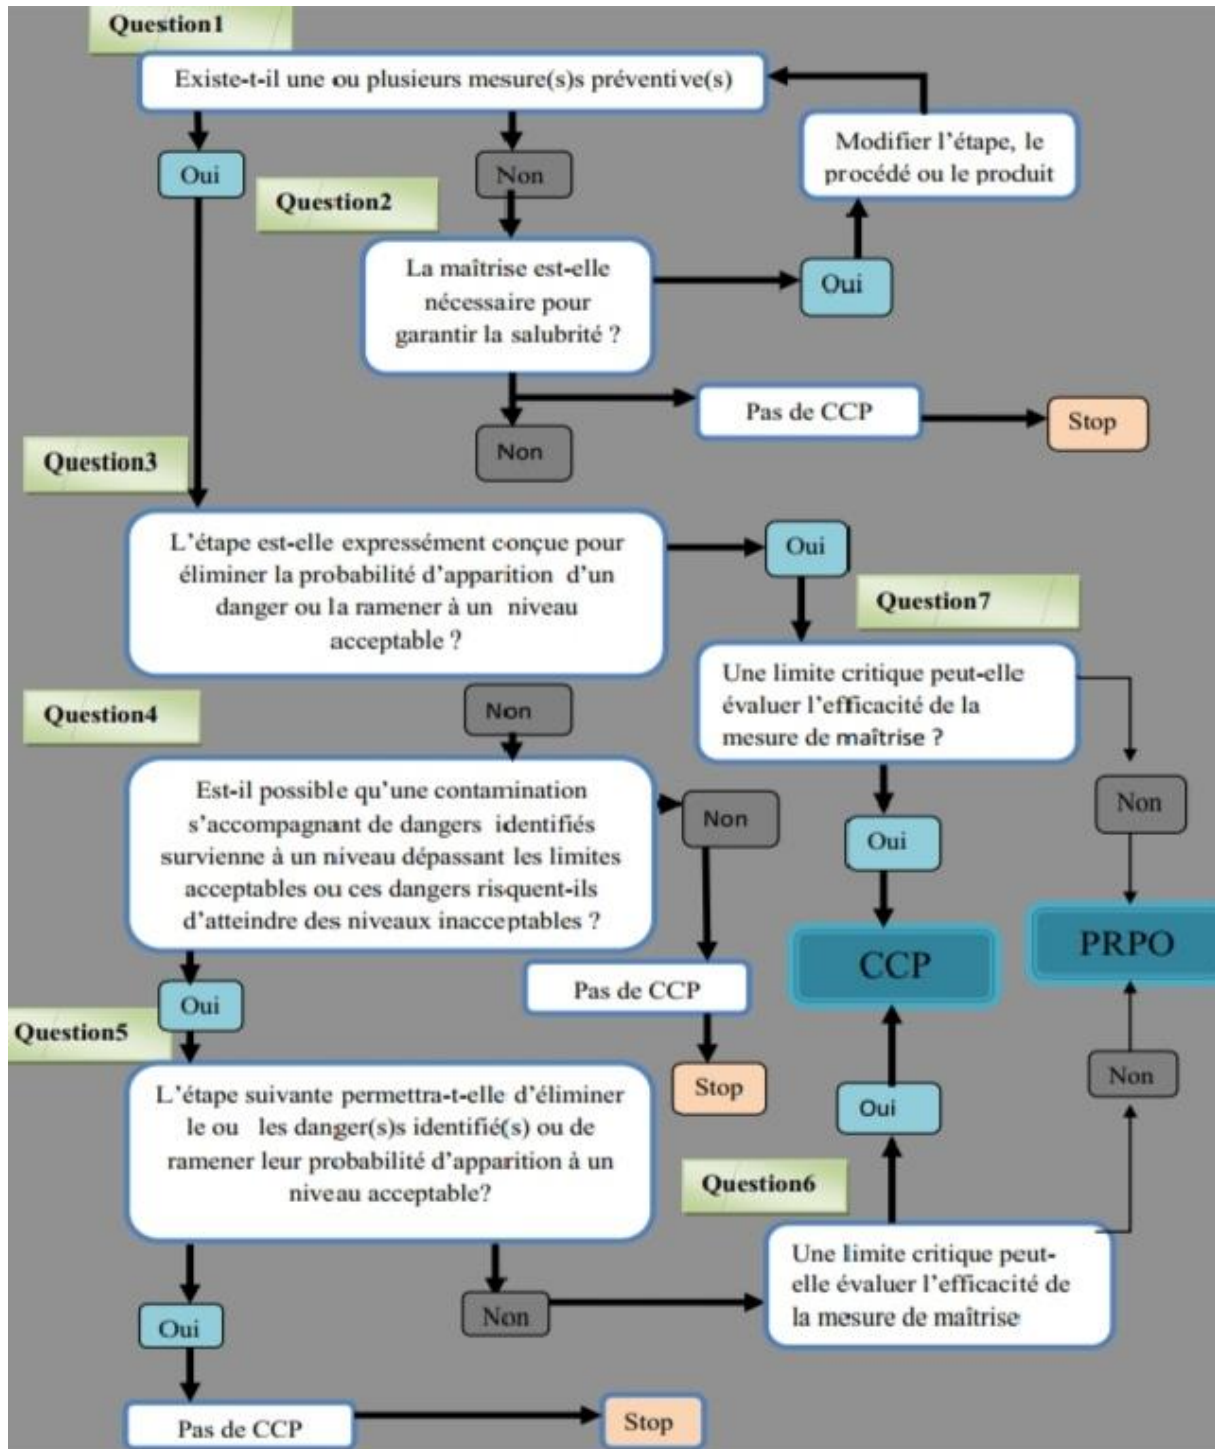 Question1
Existe-t-il une ou plusieurs mesure(s)s préventive(s)
Oui
Non
Modifier l'étape, le
procédé ou le produit
Question2
La maîtrise est-elle
nécessaire pour
garantir la salubrité ?
Oui
Pas de CCP
Stop
Non
Question3
L'étape est-elle expressément conçue pour
éliminer la probabilité d'apparition d'un
danger ou la ramener à un niveau
acceptable ?
Oui
Question7
Une limite critique peut-elle
évaluer l'efficacité de la
mesure de maîtrise ?
Non
Question4
Est-il possible qu'une contamination
s'accompagnant de dangers identifiés
survienne à un niveau dépassant les limites
acceptables ou ces dangers risquent-ils
d'atteindre des niveaux inacceptables ?
Non
Non
Oui
CCP
PRPO
Pas de CCP
Oui
Question5
L'étape suivante permettra-t-elle d'éliminer
le ou les danger(s)s identifié(s) ou de
ramener leur probabilité d'apparition à un
niveau acceptable?
Stop
Non
Oui
Question6
Une limite critique peut-
elle évaluer l'efficacité de
la mesure de maîtrise
Non
Oui
Pas de CCP
Stop